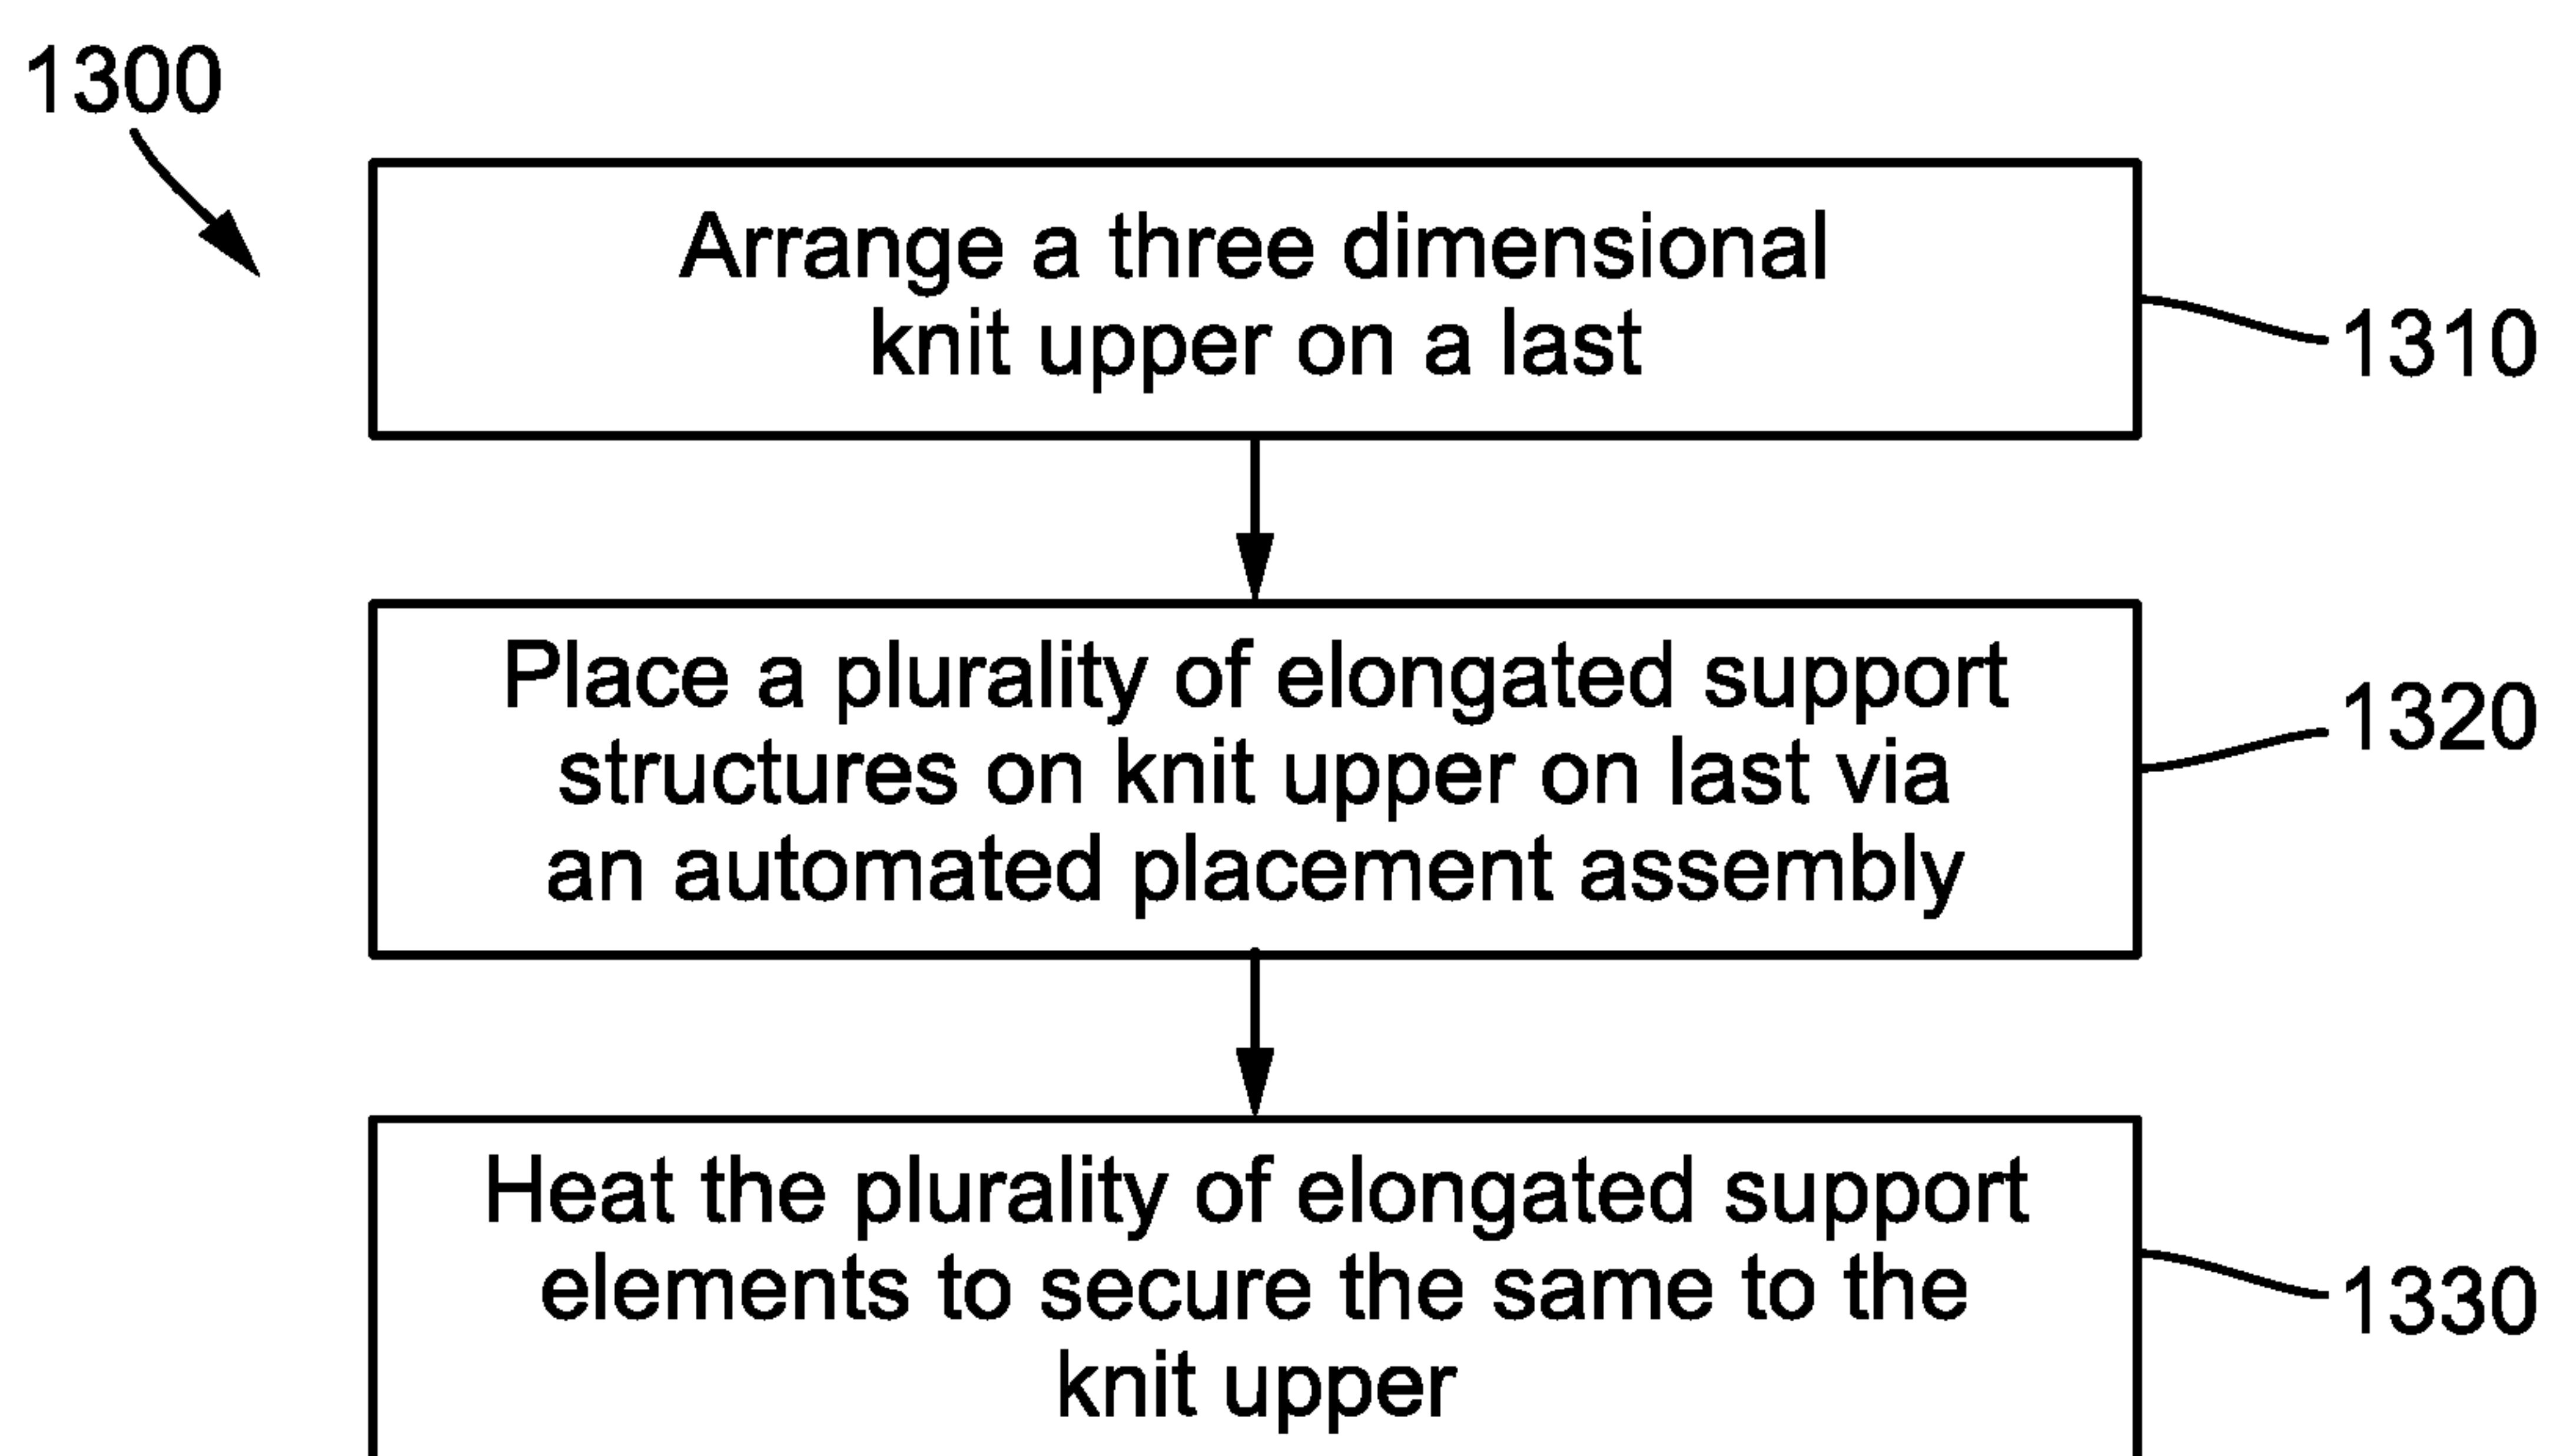 1300
Arrange a three dimensional
knit upper on a last
1310
Place a plurality of elongated support
structures on knit upper on last via
an automated placement assembly
1320
Heat the plurality of elongated support
elements to secure the same to the
knit upper
1330